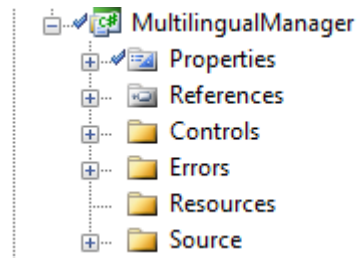 MultilingualManager
Properties
References
Controls
Errors
Resources
Source